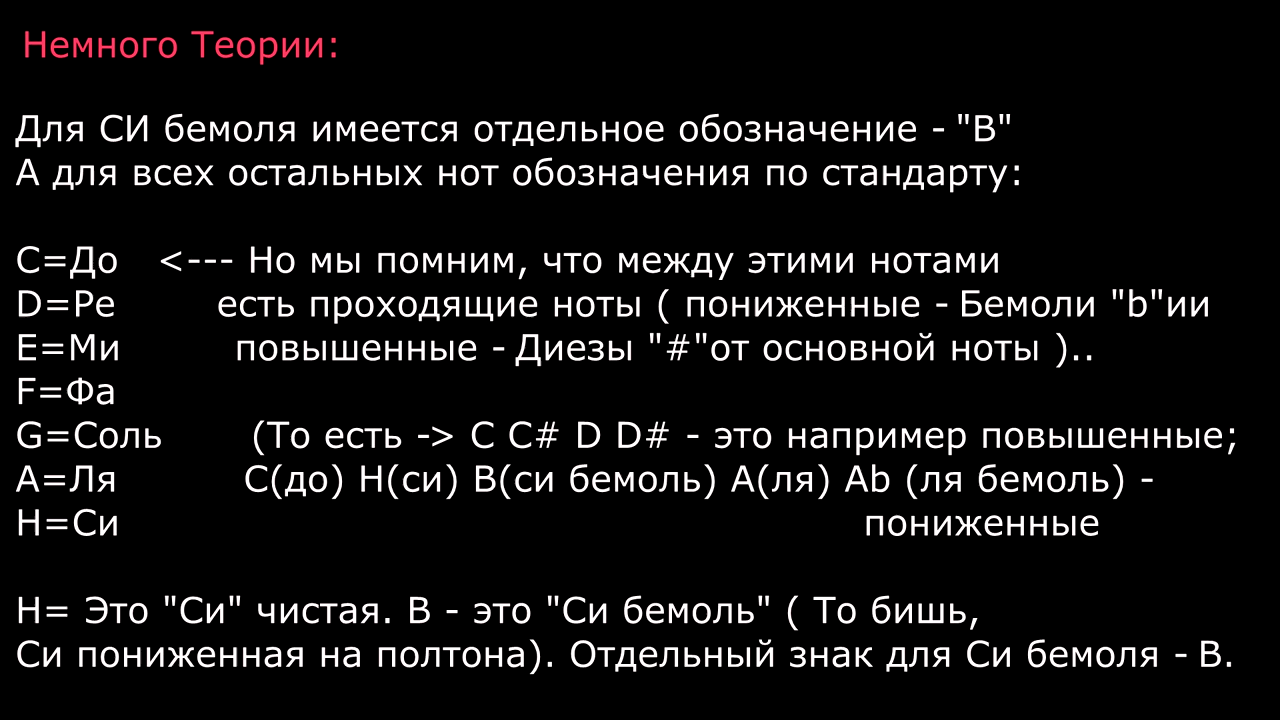 Немного Теории:
Для СИ бемоля имеется отдельное обозначение - "B"
А для всех остальных нот обозначения по стандарту:
C=До <--- Но мы помним, что между этими нотами
D=Ре есть проходящие ноты ( пониженные - Бемоли "b"ии
E=Ми повышенные - Диезы "#"от основной ноты )..
F=Фа
G=Соль (То есть -> C C# D D# - это например повышенные;
A=Ля C(до) H(си) B(си бемоль) A(ля) Ab (ля бемоль) -
H=Си пониженные
H= Это "Си" чистая. B - это "Си бемоль" ( То бишь,
Си пониженная на полтона). Отдельный знак для Си бемоля - B.